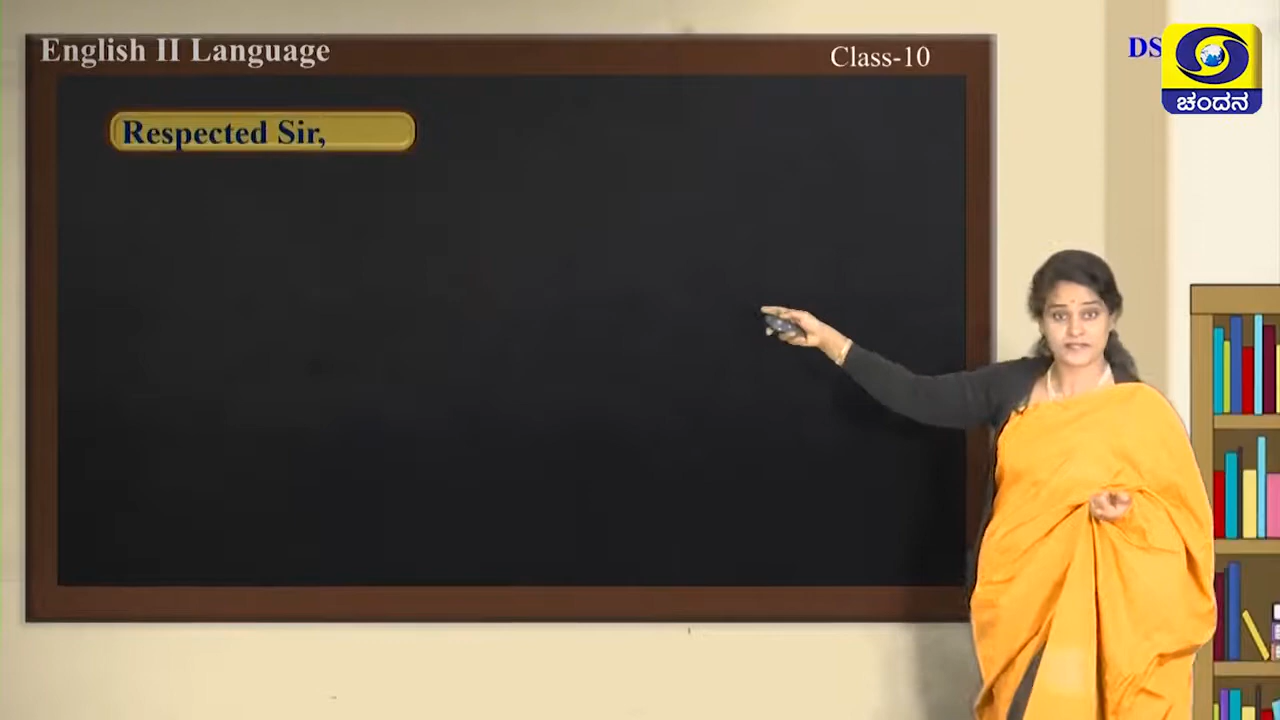 English II Language
Class-10
DS
ಚಂದನ
Respected Sir,